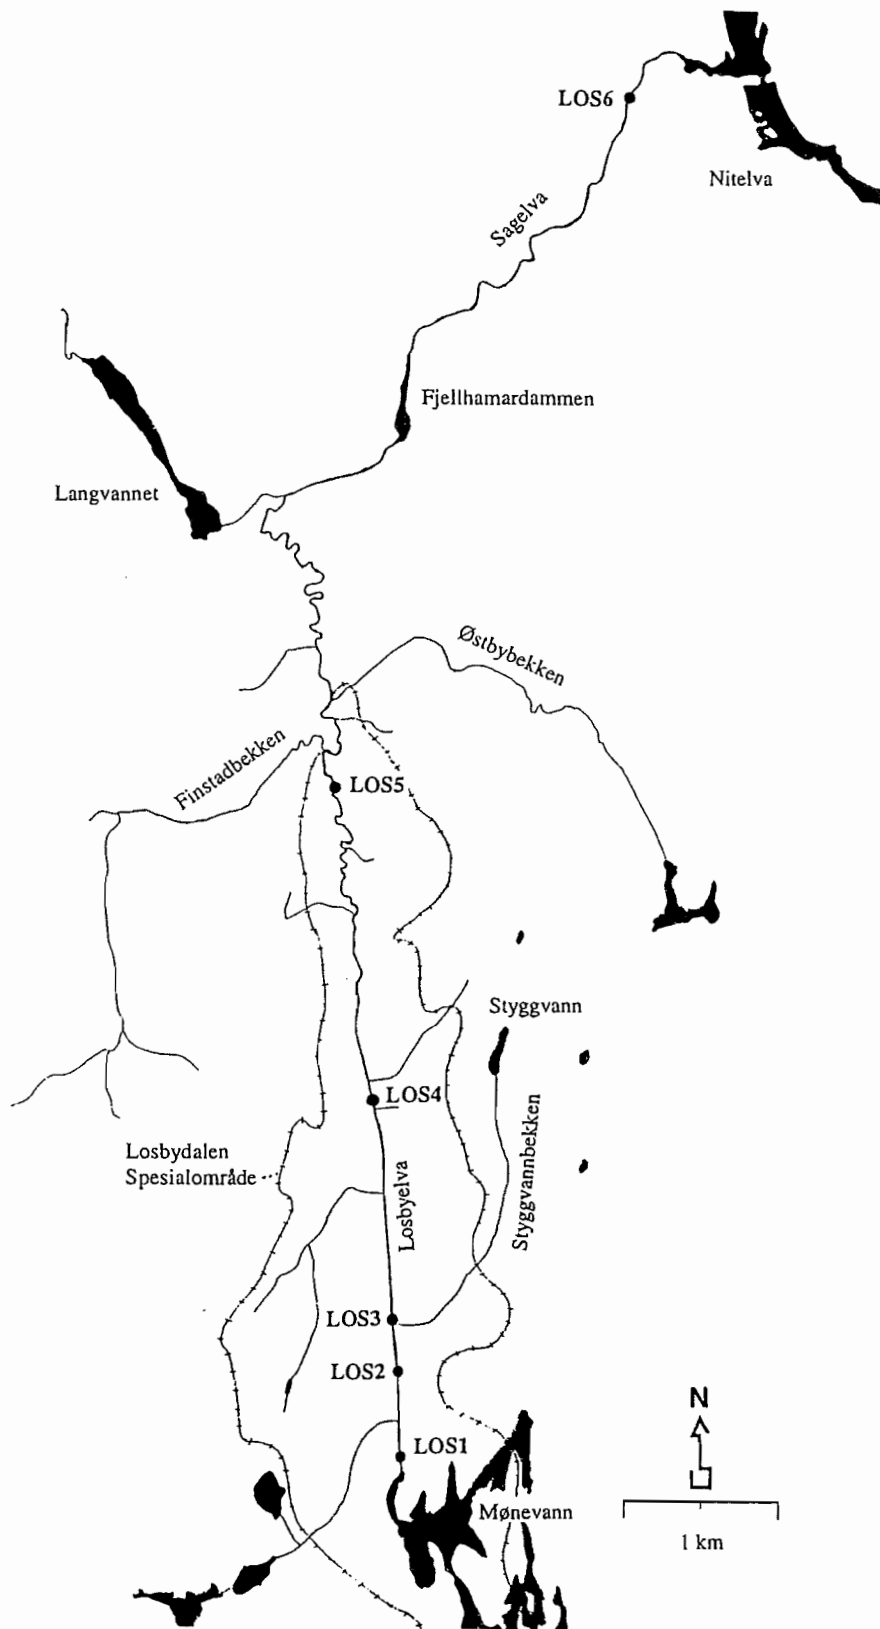 LOS6
Nitelva
Sagelva
Fjellhamardammen
Langvannet
Østbybekken
Finstadbekken
LOS5
Styggvann
LOS4
Styggvannbekken
Losbydalen
Spesialområde
Losbyelva
LOS3
LOS2
N
LOS1
Mønevann
1 km